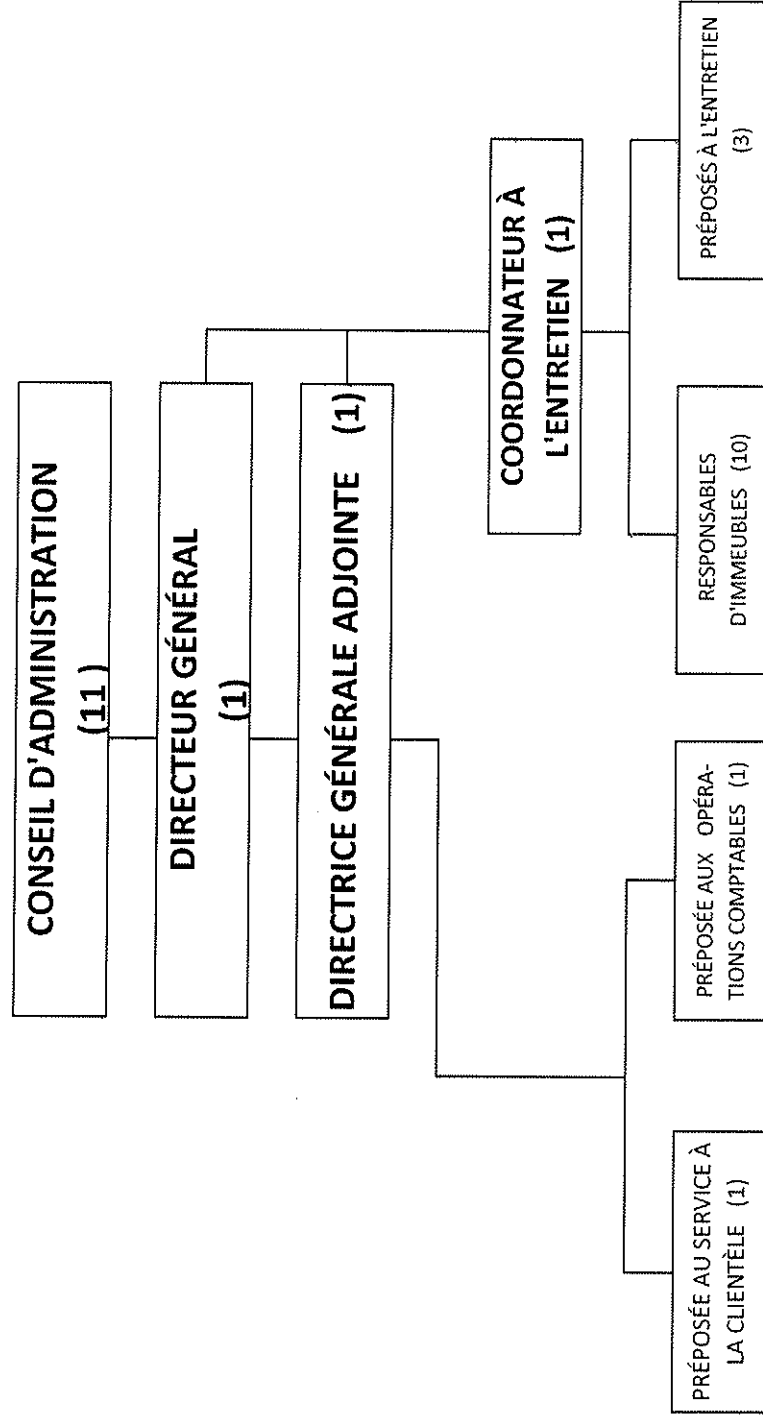 CONSEIL D'ADMINISTRATION
(11 )
DIRECTEUR GÉNÉRAL
(1)
DIRECTRICE GÉNÉRALE ADJOINTE (1)
COORDONNATEUR À
L'ENTRETIEN (1)
PRÉPOSÉE AU SERVICE À
LA CLIENTÈLE (1)
PRÉPOSÉE AUX OPÉRA-
TIONS COMPTABLES (1)
RESPONSABLES
D'IMMEUBLES (10)
PRÉPOSÉS À L'ENTRETIEN
(3)